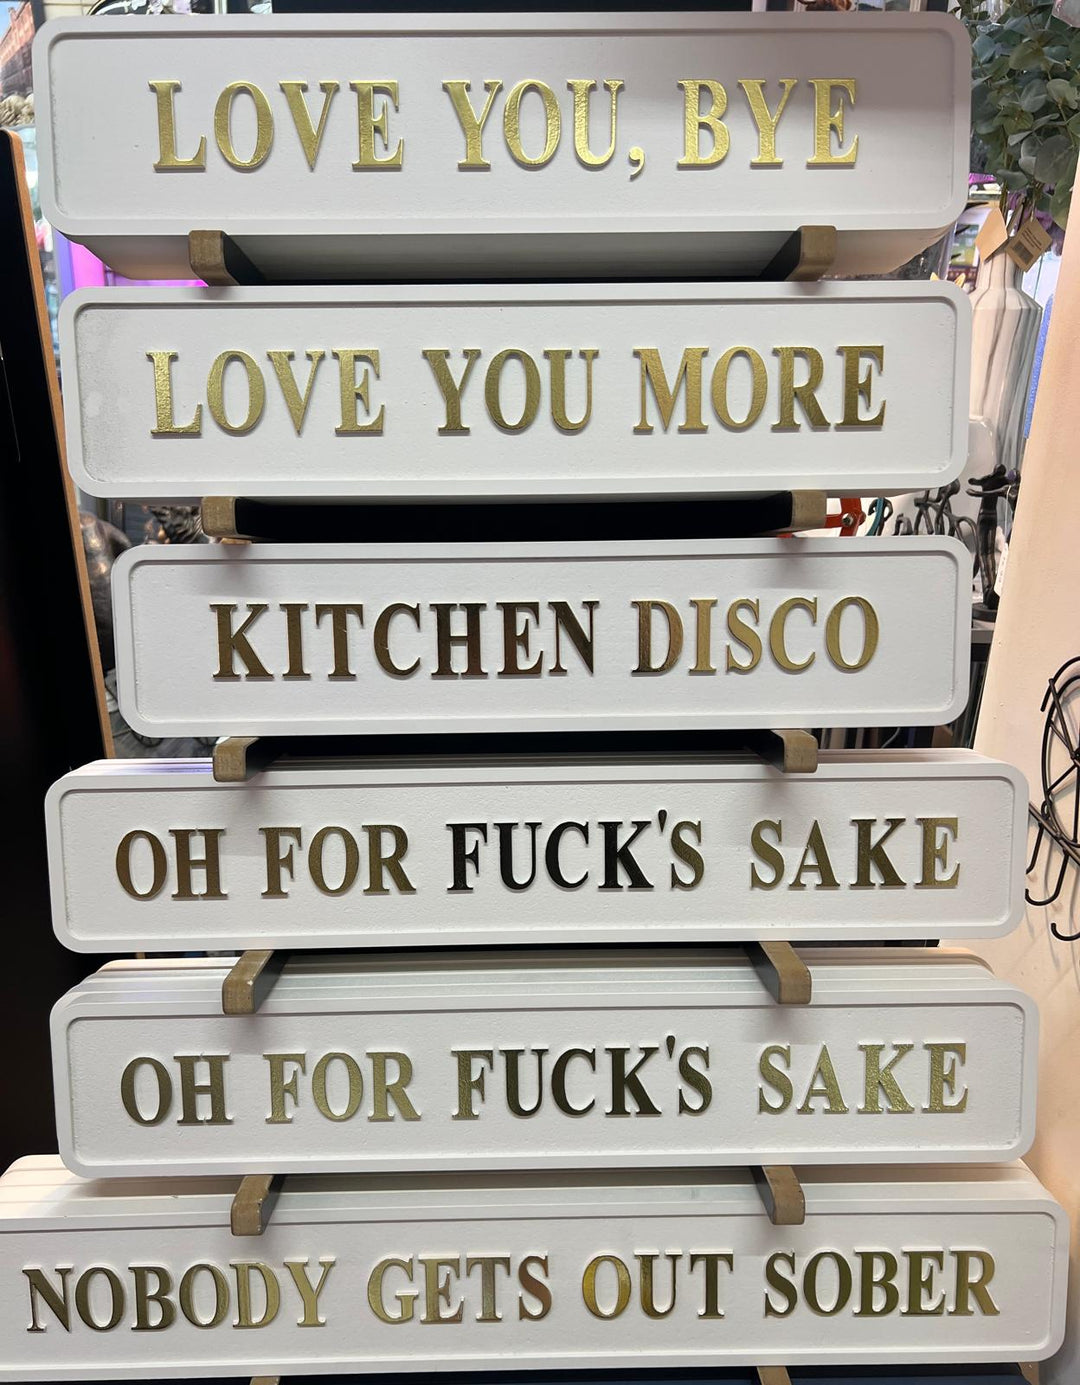 LOVE YOU, BYE
LOVE YOU MORE
KITCHEN DISCO
OH FOR FUCK'S SAKE
OH FOR FUCK'S SAKE
NOBODY GETS OUT SOBER